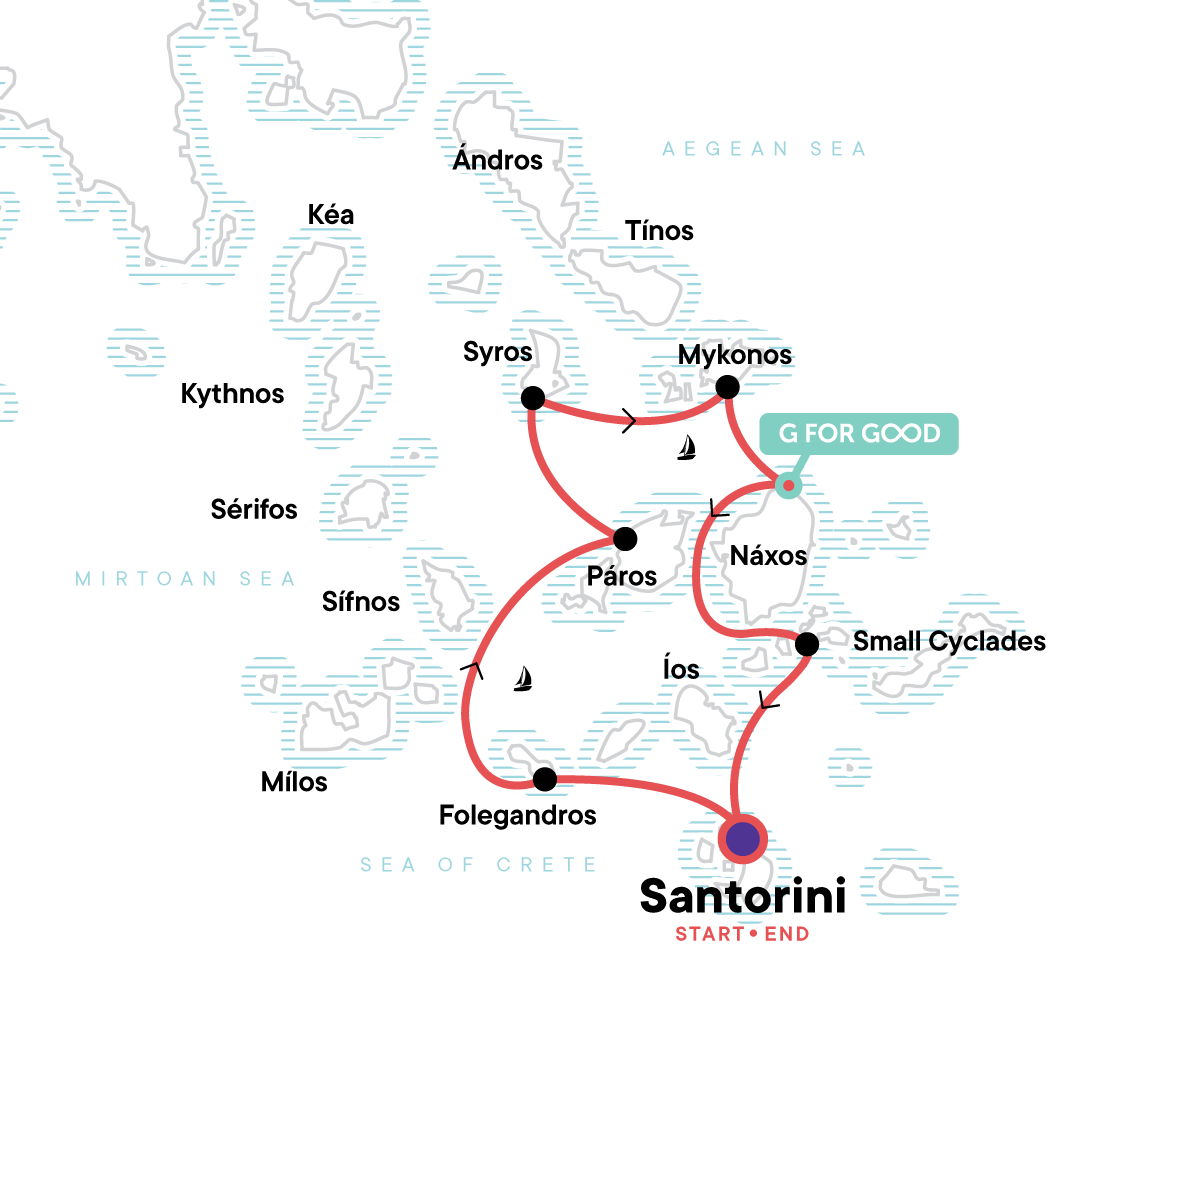 AEGEAN SEA
Ándros
Kéa
Tínos
Syros
Mykonos
Kythnos
G FOR GOOD
Sérifos
Náxos
Páros
MIRTOAN SEA
Sífnos
Small Cyclades
Íos
Mílos
Folegandros
SEA OF CRETE
Santorini
START • END